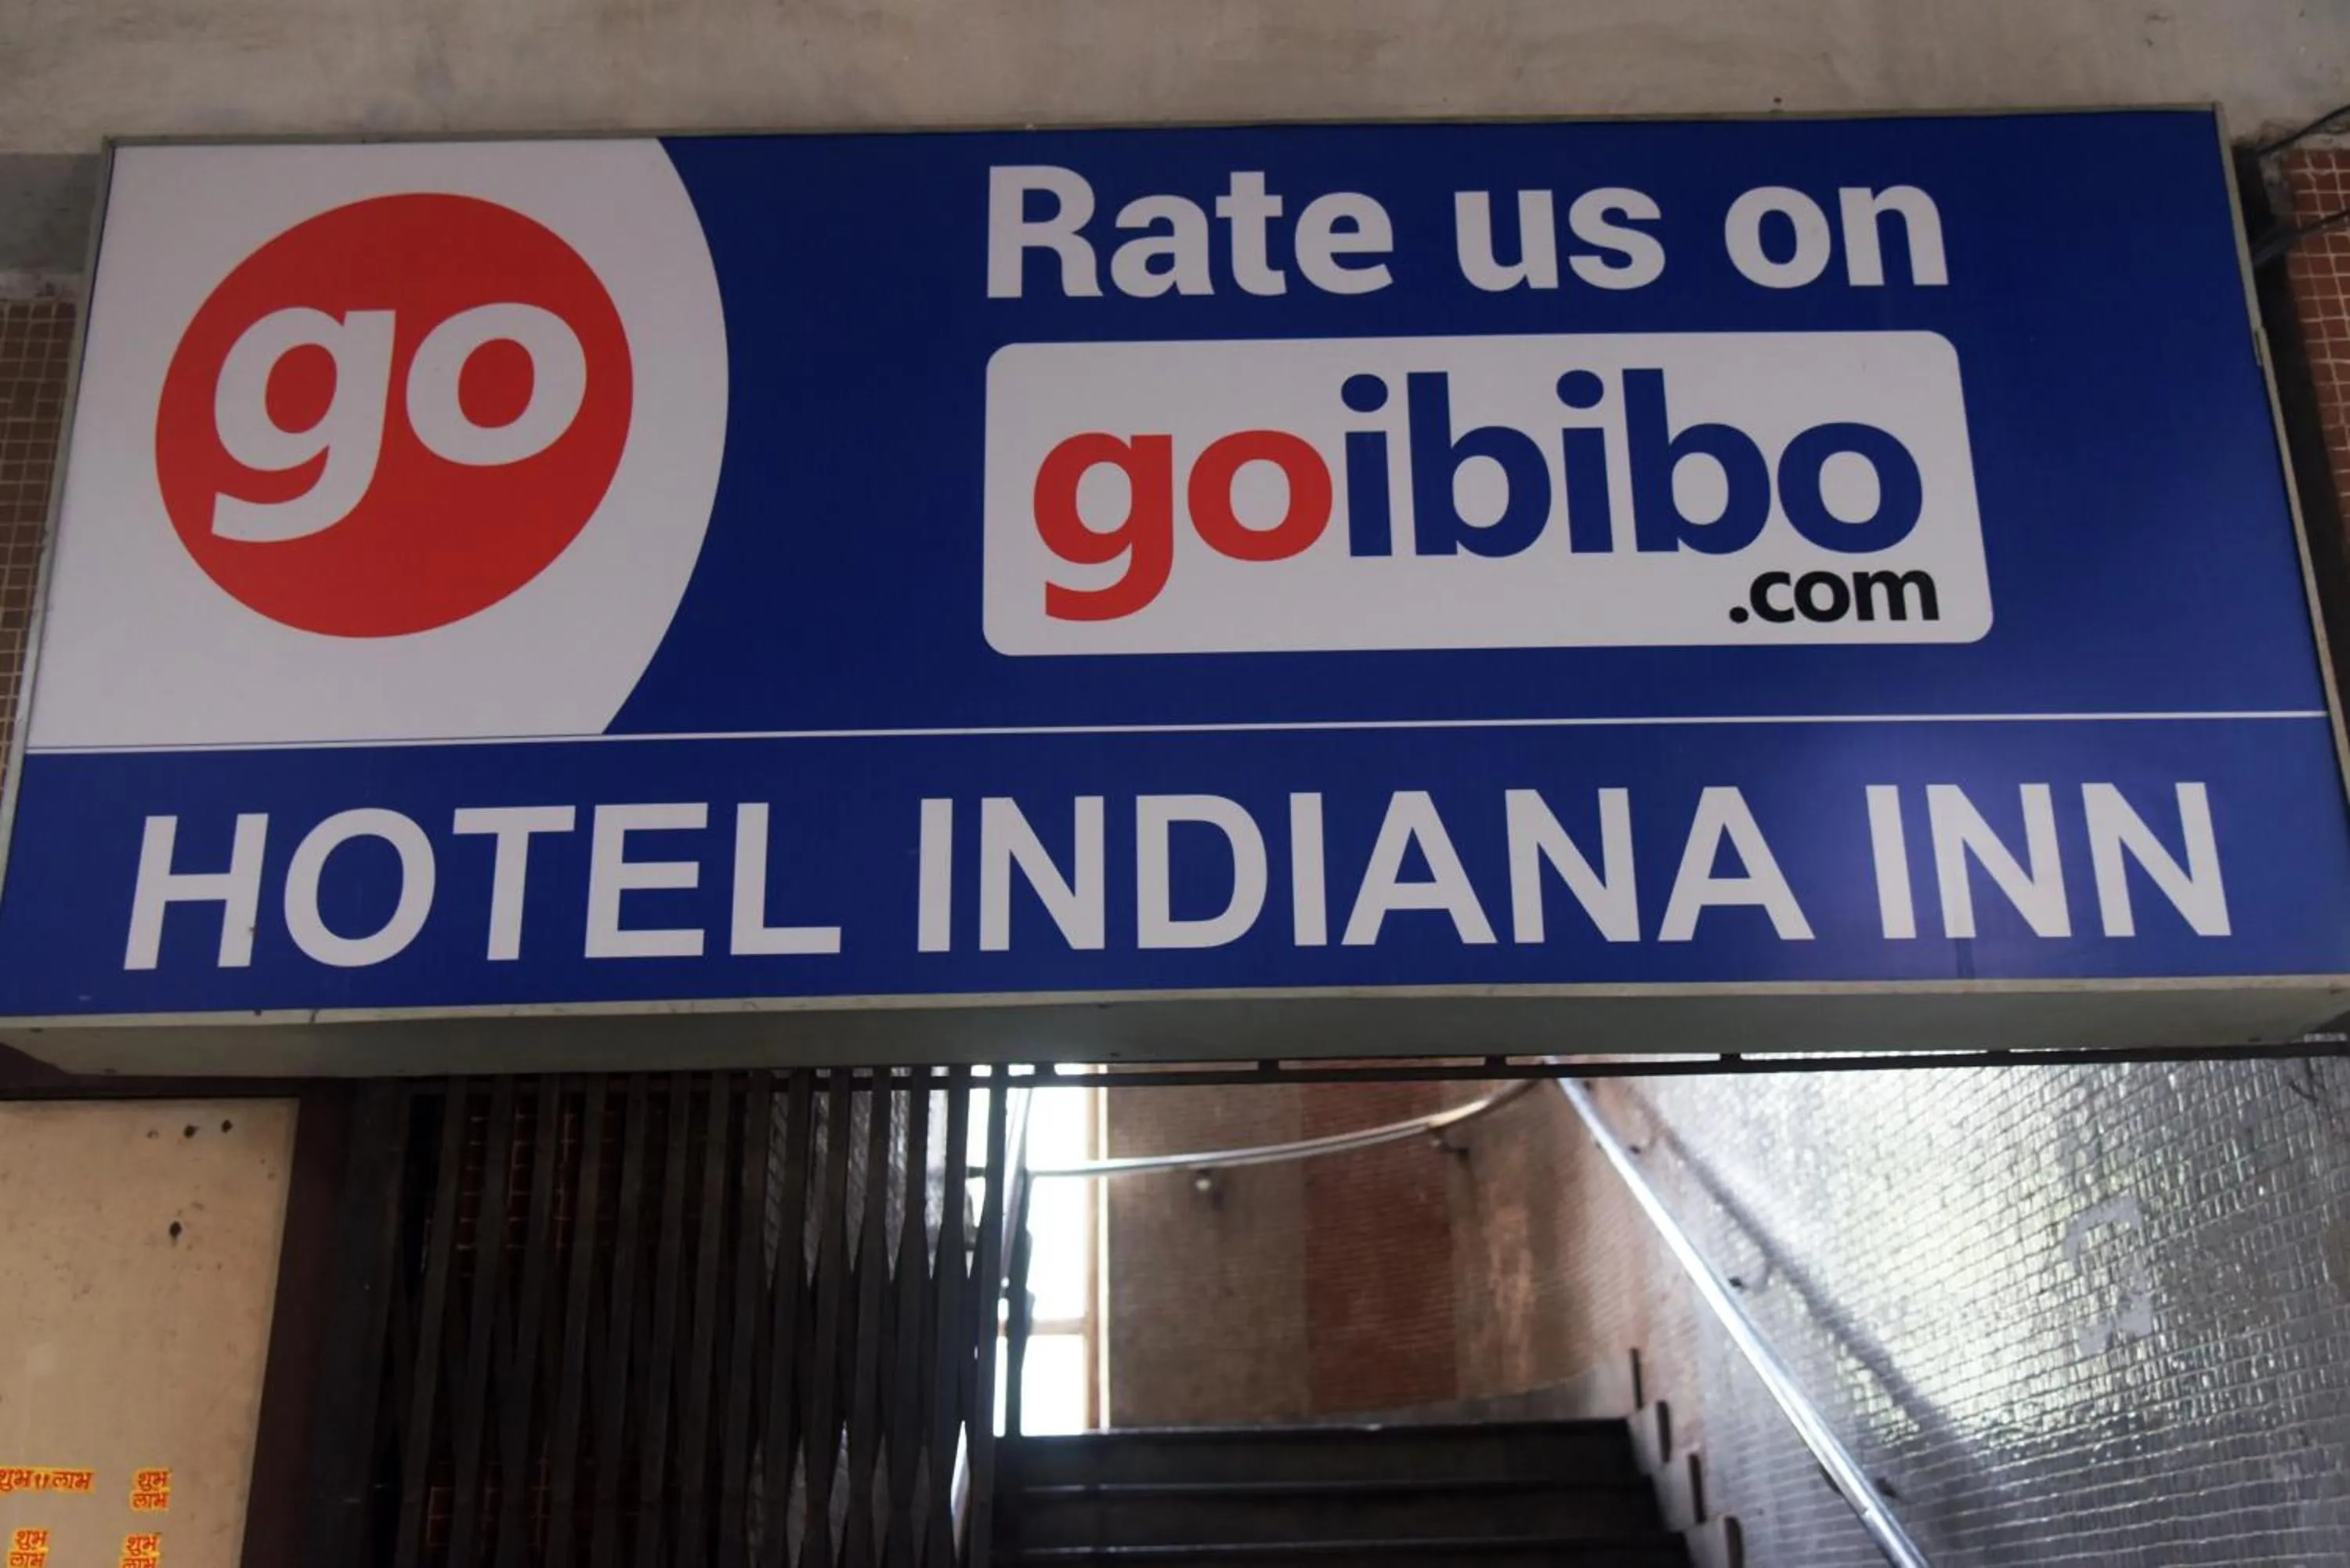 go
Rate us on
goibibo
.com
HOTEL INDIANA INN
शुभ लाभ
शुभ
लाभ
शुभ
लाभ
शुभ
लाभ